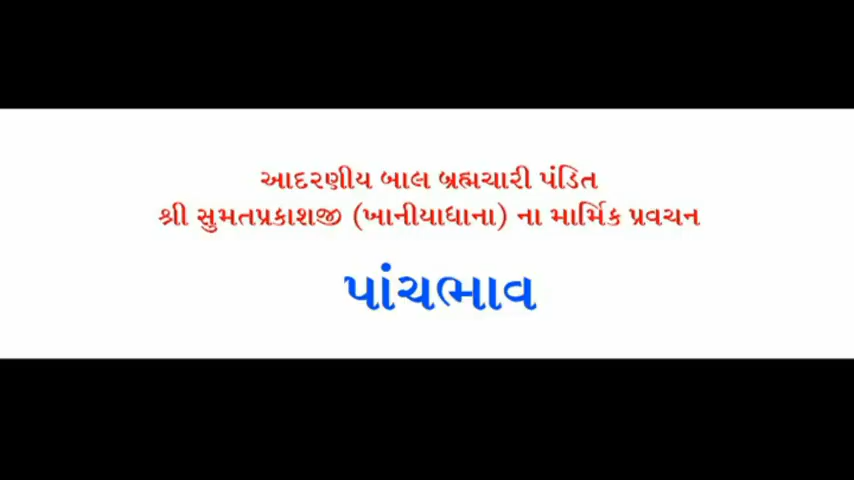 આદરણીય બાલ બ્રહ્મચારી પંડિત
શ્રી સુમતપ્રકાશજી (ખાનીયાધાના) ના માર્મિક પ્રવચન
પાંચભાવ